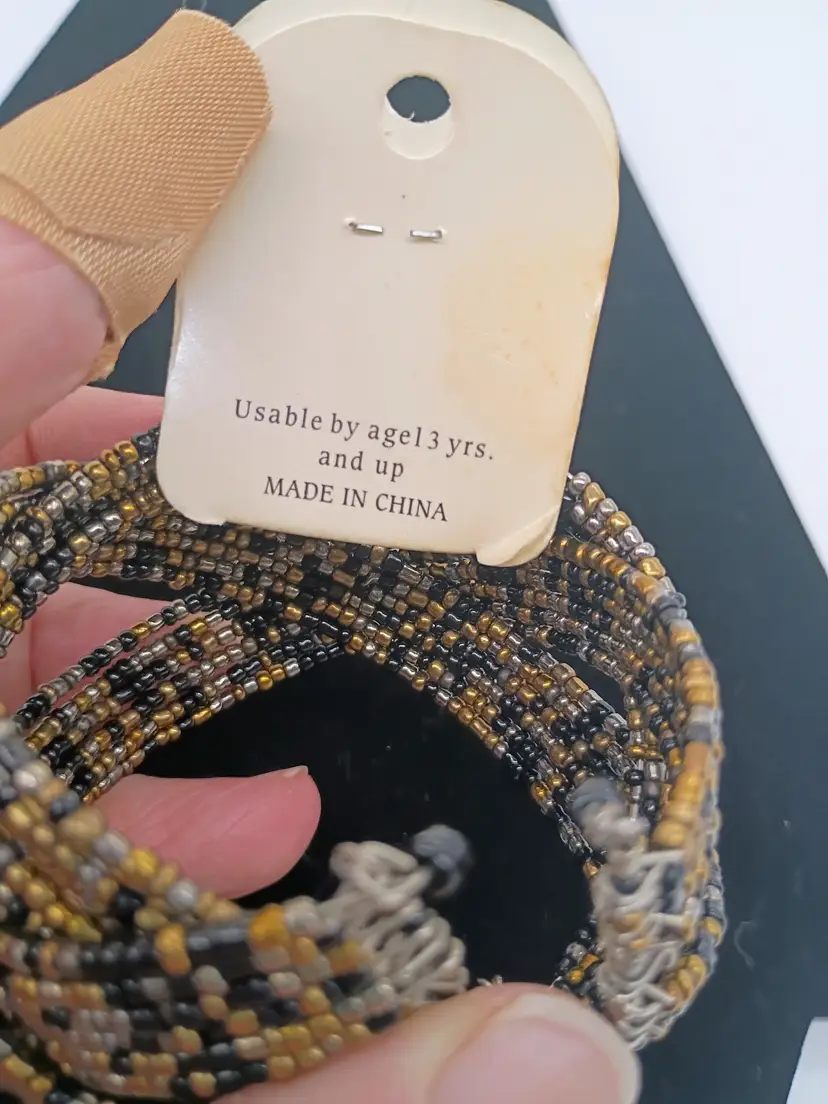 Usable by age13 yrs.
and up
MADE IN CHINA